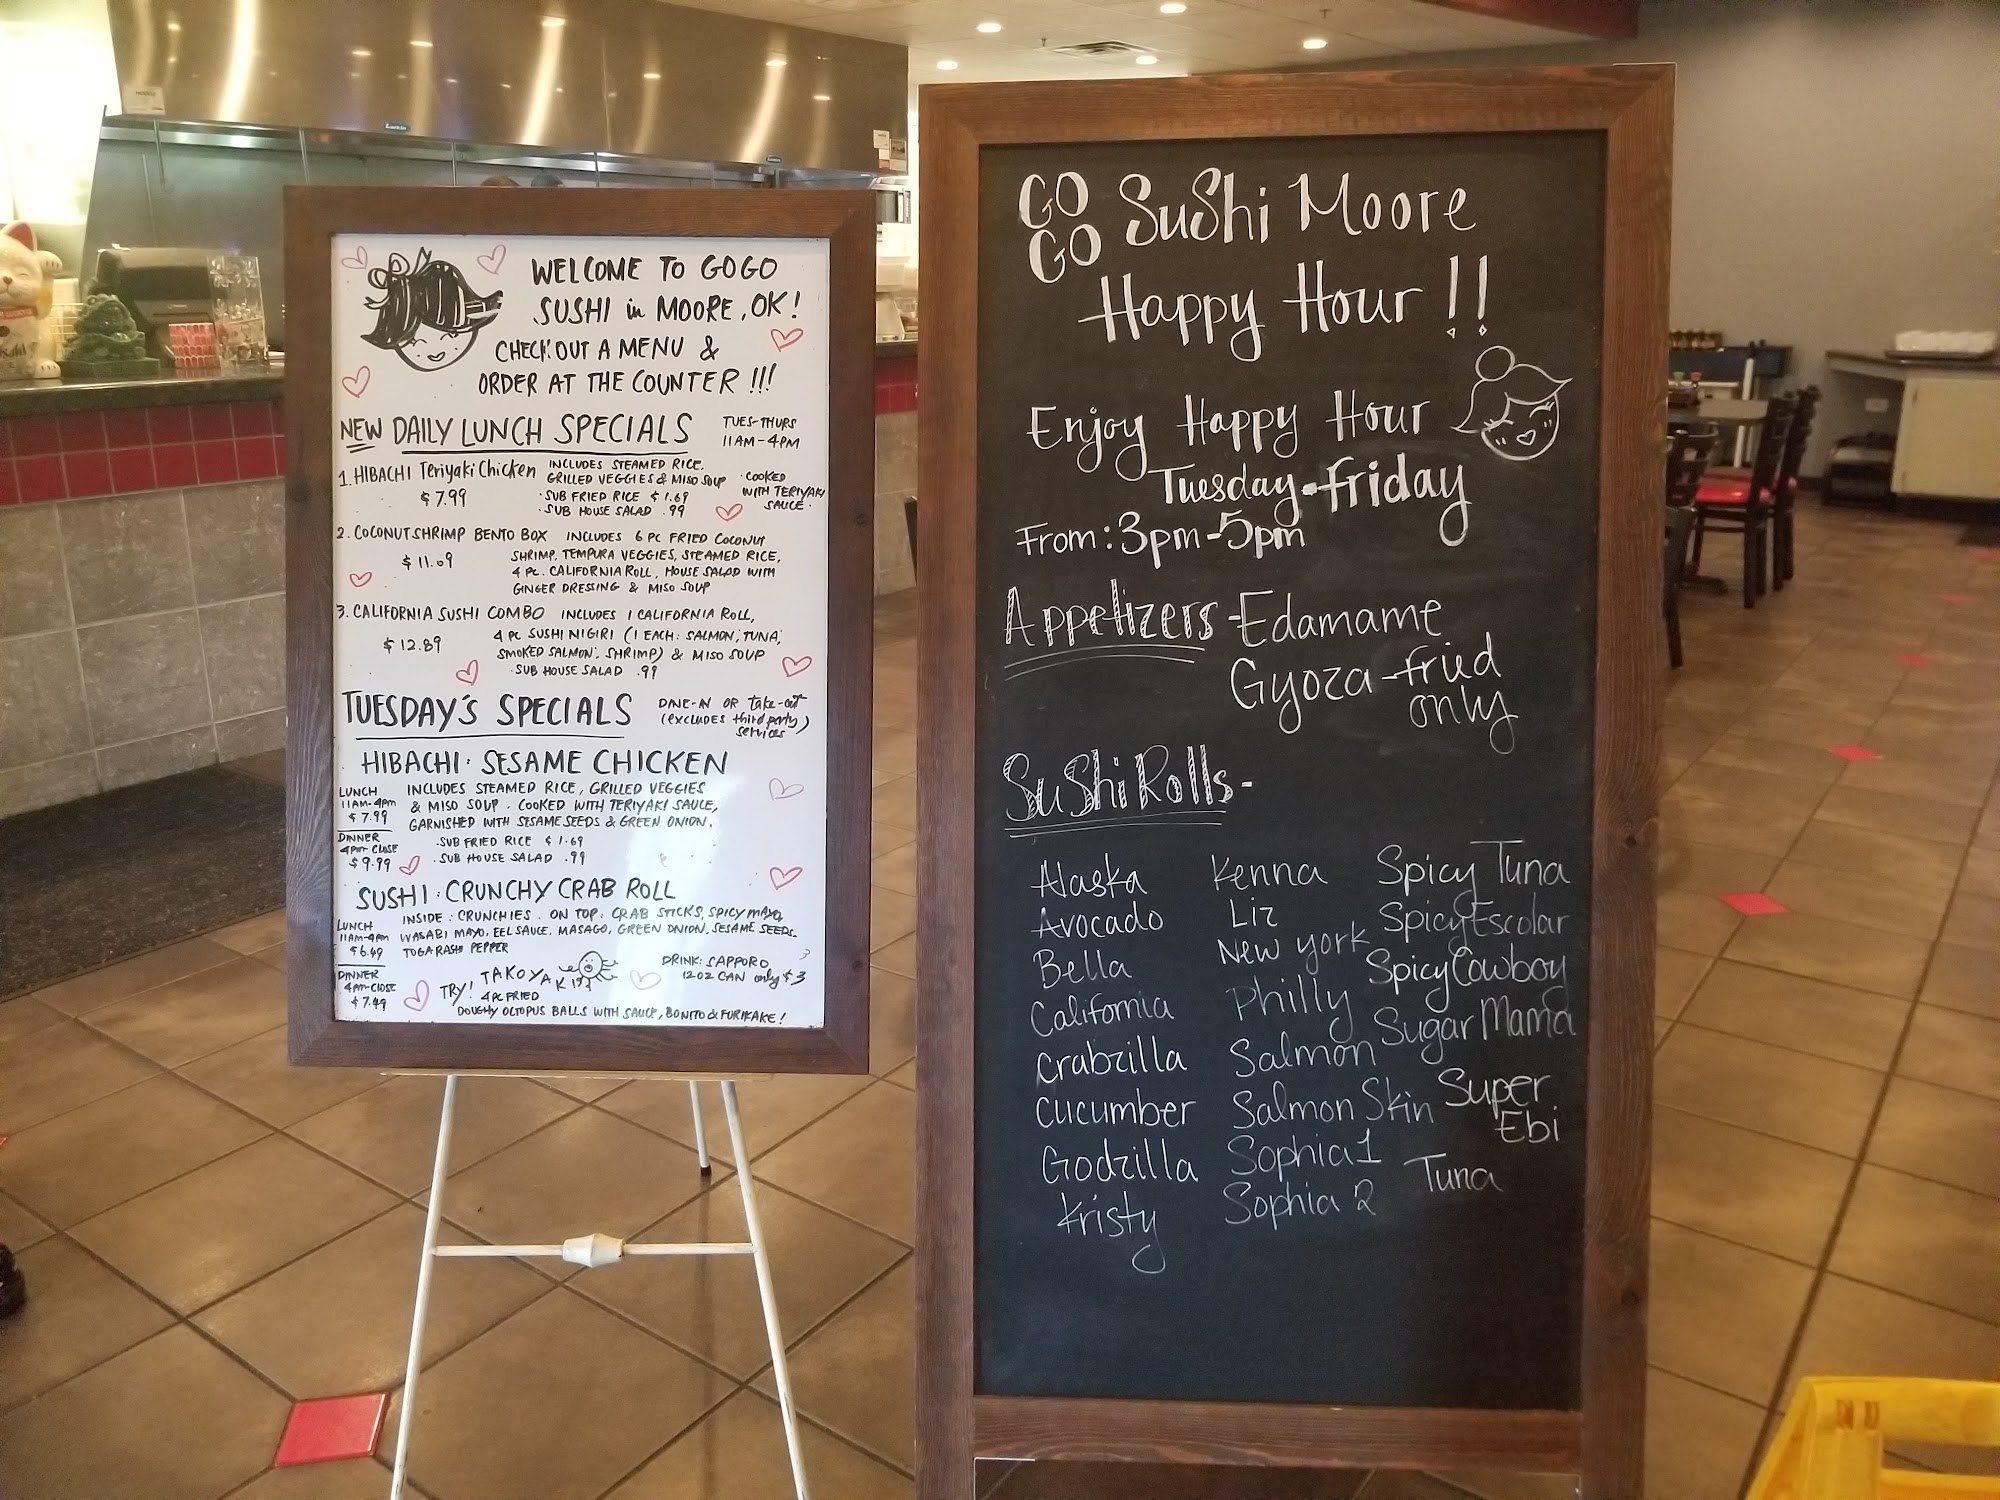 WELCOME TO GOGO
SUSHI in MOORE, OK!
CHECK OUT A MENU &
ORDER AT THE COUNTER !!!
NEW DAILY LUNCH SPECIALS
TUES-THURS
11AM-4PM
1. HIBACHI Teriyaki Chicken
$7.99
INCLUDES STEAMED RICE,
GRILLED VEGGIES & MISO SOUP
· SUB FRIED RICE $1.69
· SUB HOUSE SALAD .99
· COOKED
WITH TERIYAKI
SAUCE ·
2. COCONUT SHRIMP BENTO BOX
$11.09
INCLUDES 6 PC FRIED COCONUT
SHRIMP, TEMPURA VEGGIES, STEAMED RICE,
4 PC. CALIFORNIA ROLL, HOUSE SALAD WITH
GINGER DRESSING & MISO SOUP
3. CALIFORNIA SUSHI COMBO
$12.89
INCLUDES 1 CALIFORNIA ROLL,
4 PC SUSHI NIGIRI (1 EACH: SALMON, TUNA,
SMOKED SALMON, SHRIMP) & MISO SOUP
· SUB HOUSE SALAD .99
TUESDAY'S SPECIALS
DINE-IN OR take-out
(EXCLUDES third party
services)
HIBACHI · SESAME CHICKEN
LUNCH
11AM-4PM
$7.99
DINNER
4PM-CLOSE
$9.99
INCLUDES STEAMED RICE, GRILLED VEGGIES
& MISO SOUP. COOKED WITH TERIYAKI SAUCE,
GARNISHED WITH SESAME SEEDS & GREEN ONION.
· SUB FRIED RICE $1.69
· SUB HOUSE SALAD .99
SUSHI · CRUNCHY CRAB ROLL
LUNCH
11AM-4PM
$6.49
DINNER
4PM-CLOSE
$7.49
INSIDE: CRUNCHIES. ON TOP: CRAB STICKS, SPICY MAYO,
WASABI MAYO, EEL SAUCE, MASAGO, GREEN ONION, SESAME SEEDS
TOGARASHI PEPPER
TRY! TAKOYAKI
4 PC FRIED
DOUGHY OCTOPUS BALLS WITH SAUCE, BONITO & FURIKAKE!
DRINK: SAPPORO
12 OZ CAN only $3
GO GO Sushi Moore
Happy Hour !!
Enjoy Happy Hour
Tuesday-friday
From: 3pm-5pm
Appetizers - Edamame
Gyoza - fried
only
Sushi Rolls -
Alaska
Avocado
Bella
California
Crabzilla
Cucumber
Godzilla
Kristy
Kenna
Liz
New york
Philly
Salmon
Salmon Skin
Sophia 1
Sophia 2
Spicy Tuna
Spicy Escolar
Spicy Cowboy
Sugar Mama
Super
Ebi
Tuna